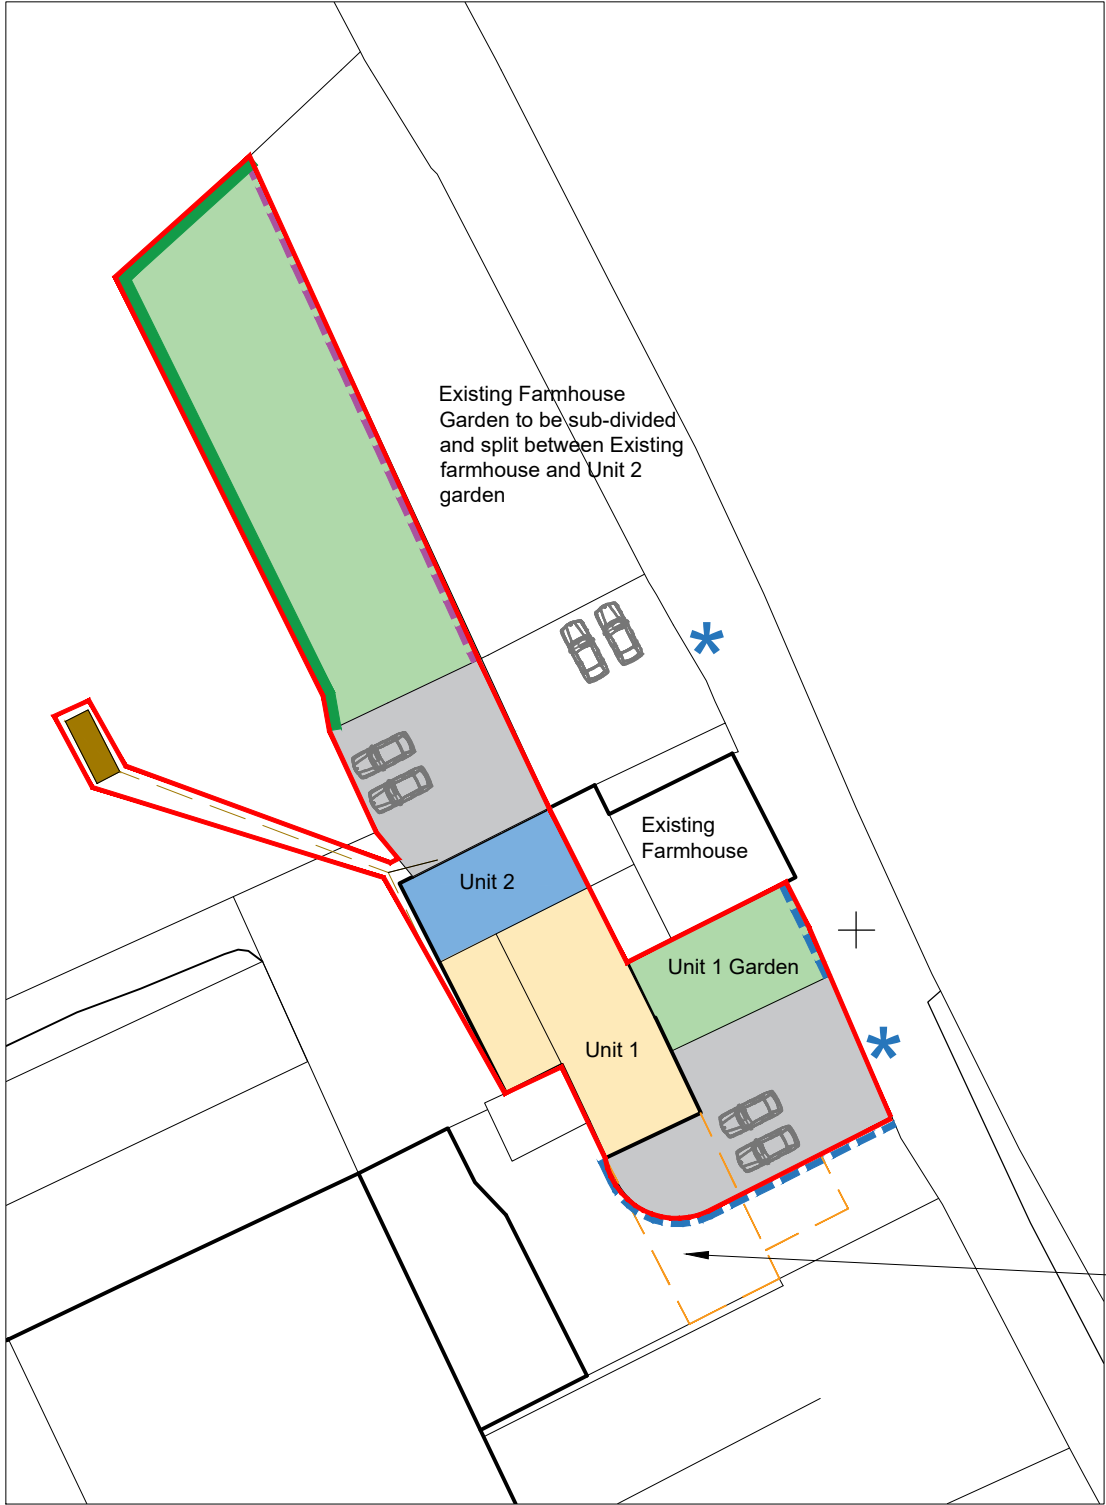 Existing Farmhouse
Garden to be sub-divided
and split between Existing
farmhouse and Unit 2
garden
Existing
Farmhouse
Unit 2
Unit 1 Garden
Unit 1